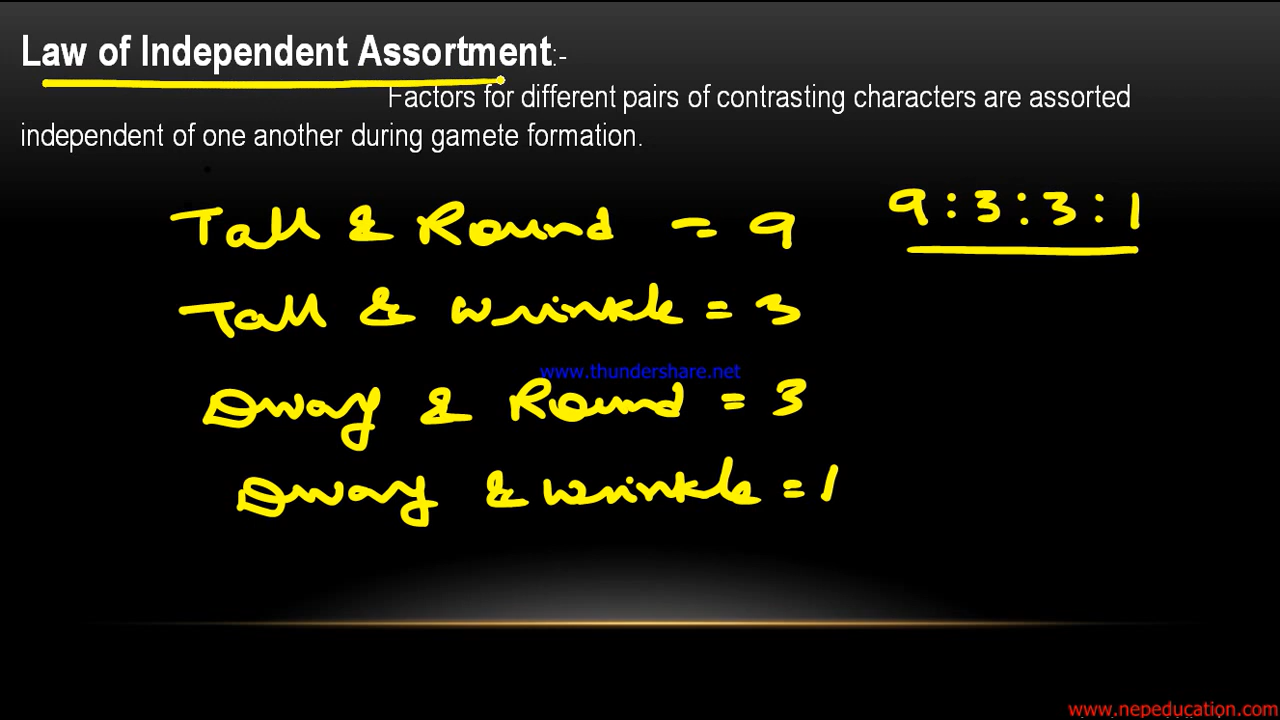 Law of Independent Assortment:-
Factors for different pairs of contrasting characters are assorted
independent of one another during gamete formation.
Tall & Round = 9
9:3:3:1
Tall & wrinkle = 3
www.thundershare.net
Dwarf & Round = 3
Dwarf & wrinkle = 1
www.nepeducation.com